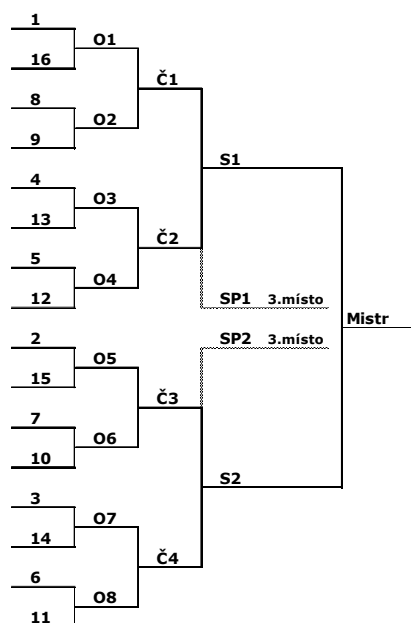 1
O1
16
Č1
8
O2
9
S1
4
O3
13
Č2
5
O4
12
SP1 3.místo
Mistr
2
SP2 3.místo
O5
15
Č3
7
O6
10
S2
3
O7
14
Č4
6
O8
11